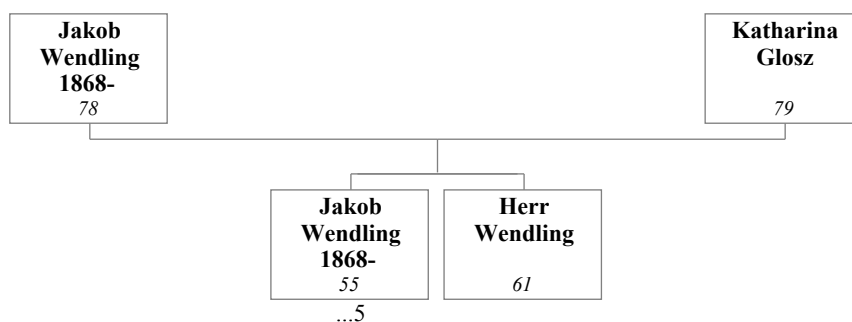 Jakob
Wendling
1868-
78
Katharina
Glosz
79
Jakob
Wendling
1868-
55
...5
Herr
Wendling
61